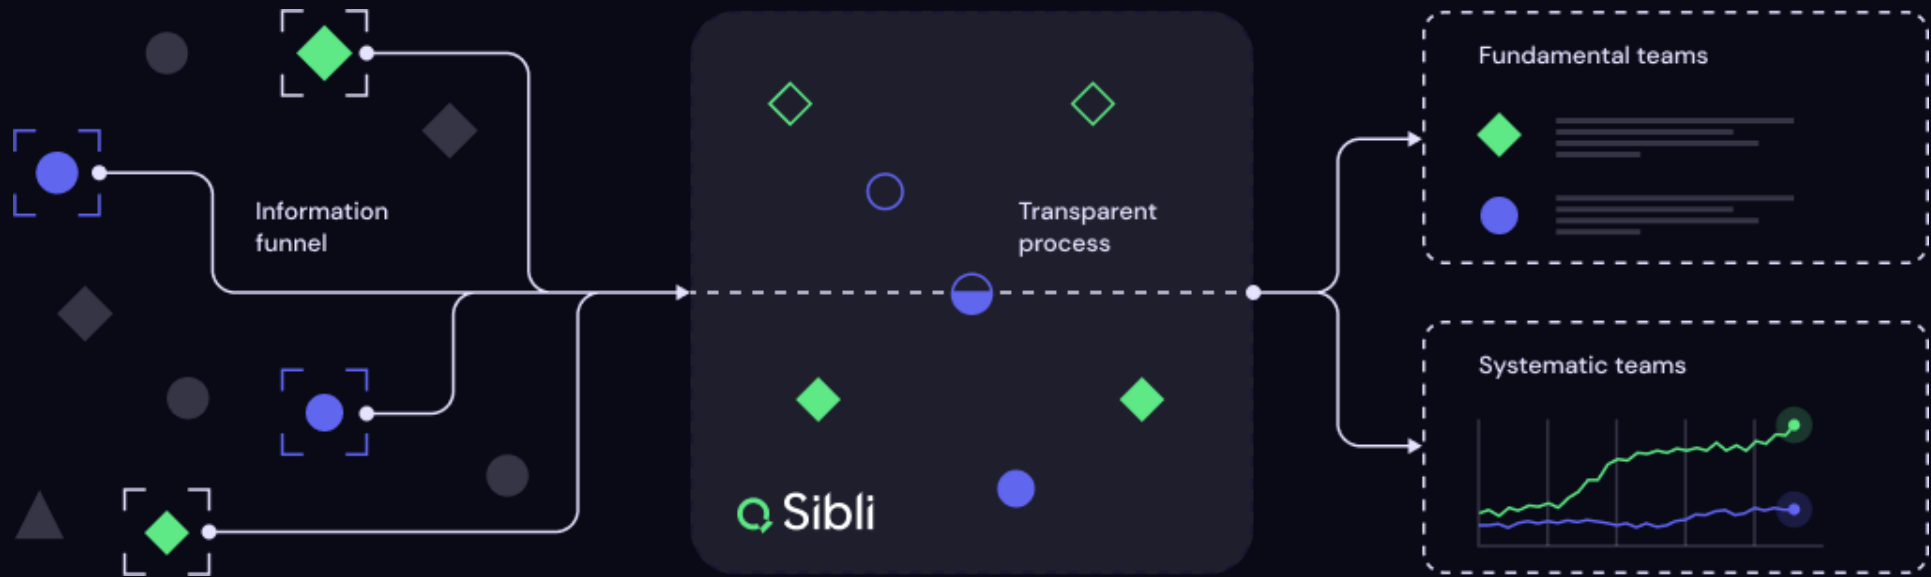 Information
funnel
Transparent
process
Sibli
Fundamental teams
Systematic teams